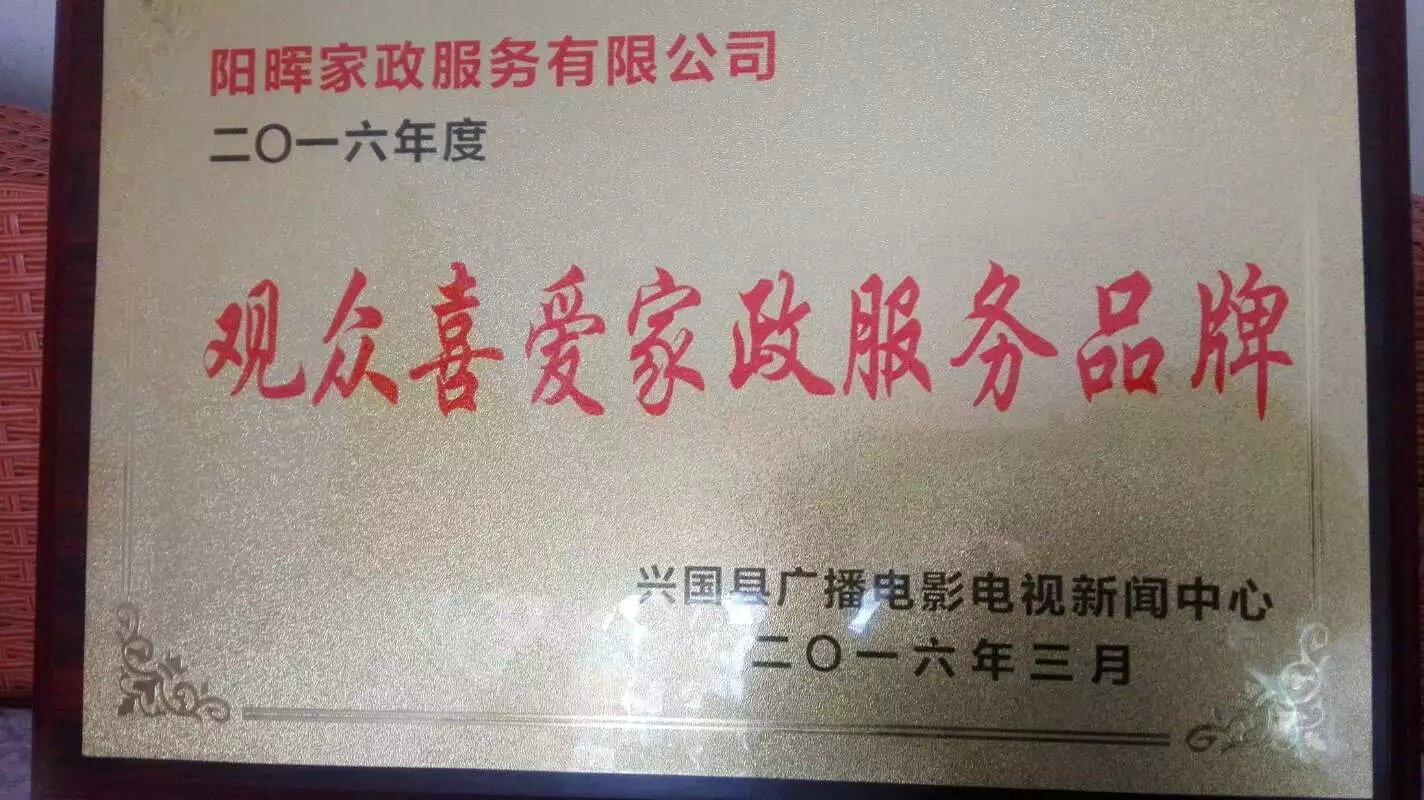 阳晖家政服务有限公司
二〇一六年度
观众喜爱家政服务品牌
兴国县广播电影电视新闻中心
二〇一六年三月